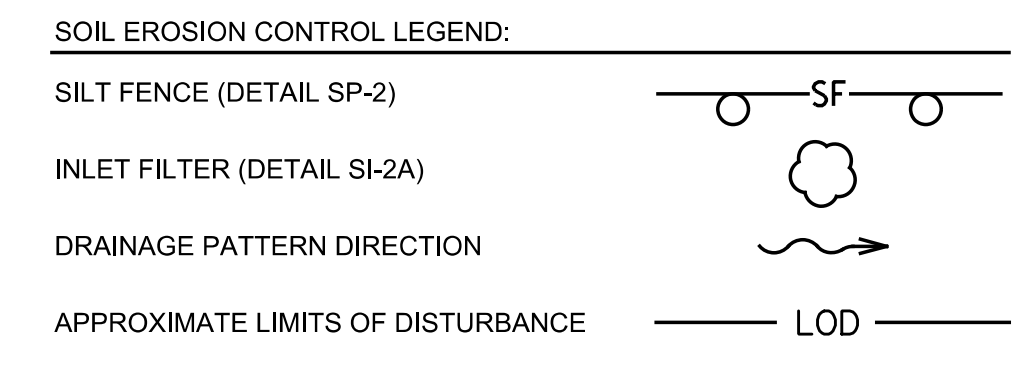 SOIL EROSION CONTROL LEGEND:
SILT FENCE (DETAIL SP-2) SF
INLET FILTER (DETAIL SI-2A)
DRAINAGE PATTERN DIRECTION
APPROXIMATE LIMITS OF DISTURBANCE LOD